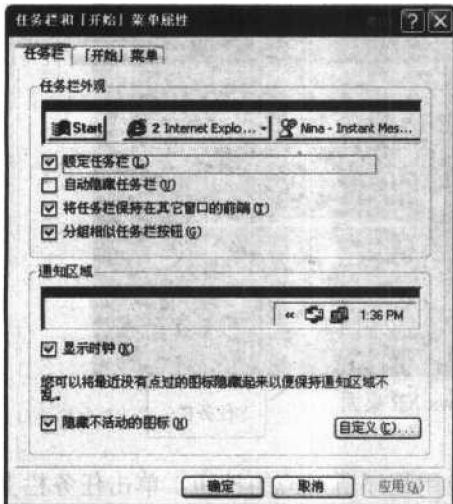 任务栏和「开始」菜单属性
任务栏
「开始」菜单
任务栏外观
Start
2 Internet Explo...
Nina - Instant Mes...
锁定任务栏(L)
自动隐藏任务栏(U)
将任务栏保持在其它窗口的前端(T)
分组相似任务栏按钮(G)
通知区域
«
1:36 PM
显示时钟(K)
您可以将最近没有点过的图标隐藏起来以便保持通知区域不
乱。
隐藏不活动的图标(H)
自定义(C)...
确定
取消
应用(A)
单击任务栏